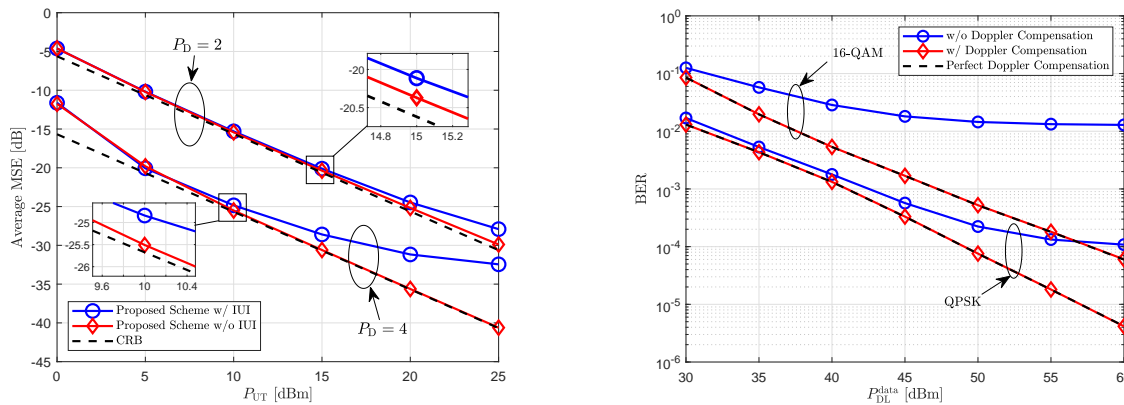 -5
-10
-15
-20
-25
-30
-35
-40
-45
Average MSE [dB]
P_D = 2
-20
-20.5
14.8 15 15.2
-25
-25.5
-26
9.6 10 10.4
P_D = 4
Proposed Scheme w/ IUI
Proposed Scheme w/o IUI
CRB
0 5 10 15 20 25
P_UT [dBm]
10^0
10^-1
10^-2
10^-3
10^-4
10^-5
10^-6
BER
16-QAM
w/o Doppler Compensation
w/ Doppler Compensation
Perfect Doppler Compensation
QPSK
30 35 40 45 50 55
P_DL^data [dBm]